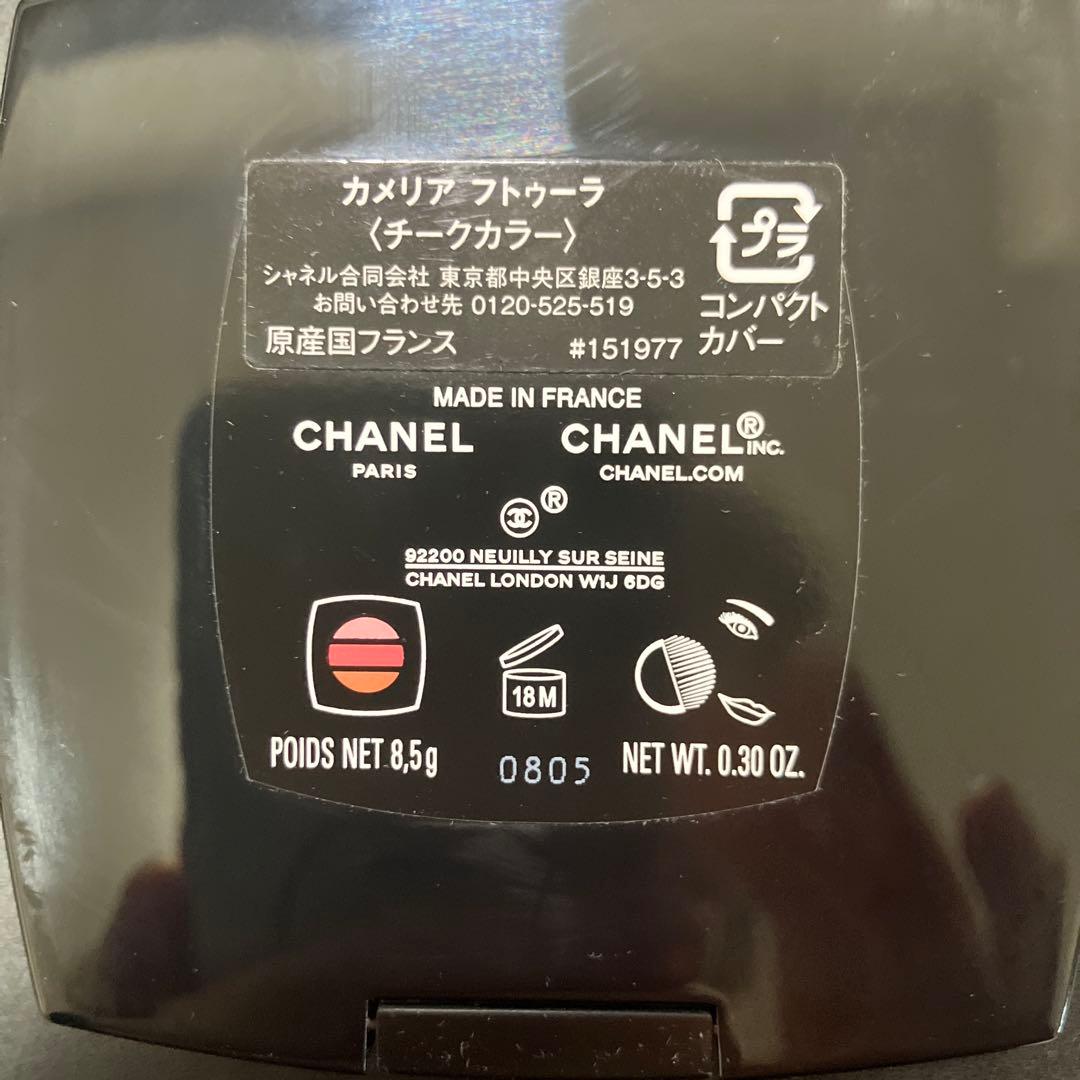 カメリア フトゥーラ
〈チークカラー〉
シャネル合同会社 東京都中央区銀座3-5-3
お問い合わせ先 0120-525-519
原産国フランス #151977
プラ
コンパクト
カバー
MADE IN FRANCE
CHANEL
PARIS
CHANEL® INC.
CHANEL.COM
®
92200 NEUILLY SUR SEINE
CHANEL LONDON W1J 6DG
18M
POIDS NET 8,5g
0805
NET WT. 0.30 OZ.